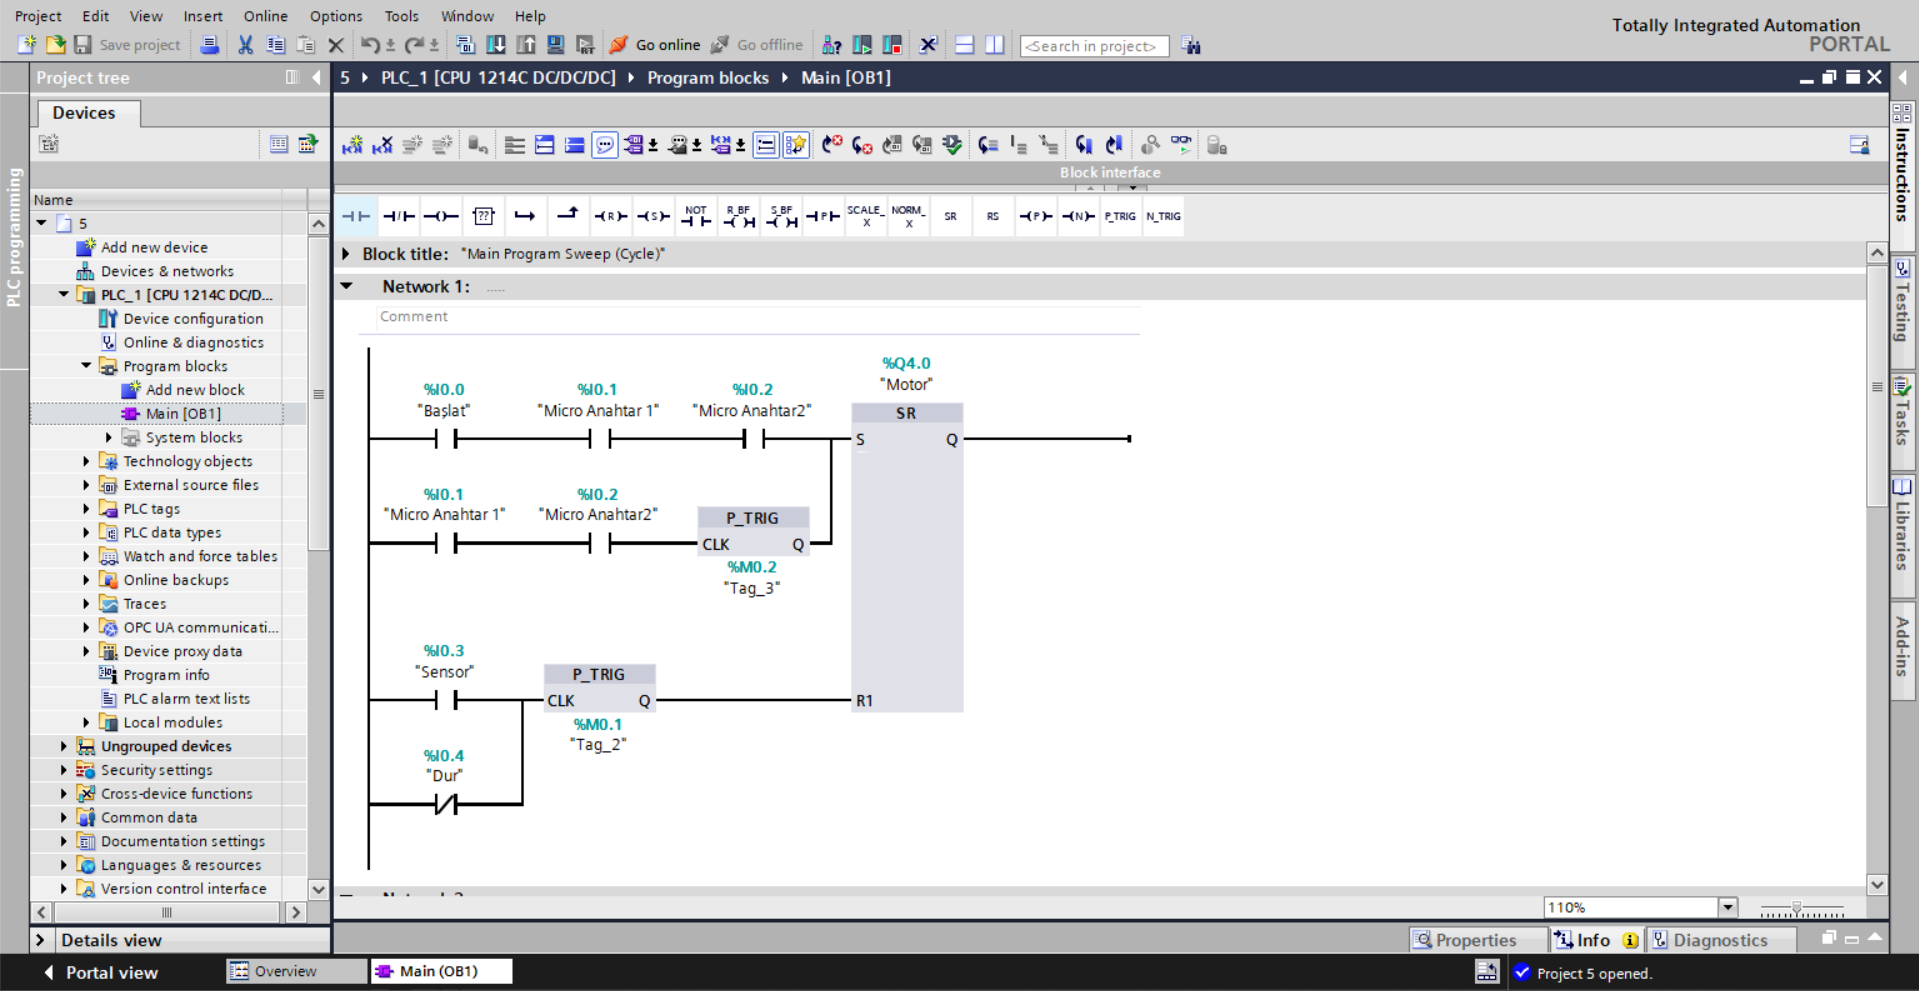 Project Edit View Insert Online Options Tools Window Help
Totally Integrated Automation
PORTAL
Save project
Go online
Go offline
<Search in project>
Project tree
5 PLC_1 [CPU 1214C DC/DC/DC] Program blocks Main [OB1]
Devices
PLC programming
Block interface
Name
5
Add new device
Devices & networks
PLC_1 [CPU 1214C DC/D...
Device configuration
Online & diagnostics
Program blocks
Add new block
Main [OB1]
System blocks
Technology objects
External source files
PLC tags
PLC data types
Watch and force tables
Online backups
Traces
OPC UA communicati...
Device proxy data
Program info
PLC alarm text lists
Local modules
Ungrouped devices
Security settings
Cross-device functions
Common data
Documentation settings
Languages & resources
Version control interface
Details view
?? (R) (S) NOT R_BF S_BF P SCALE_X NORM_X SR RS (P) (N) P_TRIG N_TRIG
Block title: "Main Program Sweep (Cycle)"
Network 1: .....
Comment
%Q4.0
"Motor"
%I0.0 %I0.1 %I0.2
"Başlat" "Micro Anahtar 1" "Micro Anahtar2"
SR
S Q
%I0.1 %I0.2
"Micro Anahtar 1" "Micro Anahtar2"
P_TRIG
CLK Q
%M0.2
"Tag_3"
%I0.3
"Sensor"
P_TRIG
CLK Q
R1
%M0.1
"Tag_2"
%I0.4
"Dur"
110%
Properties Info Diagnostics
Instructions
Testing
Tasks
Libraries
Add-ins
Portal view
Overview
Main (OB1)
Project 5 opened.